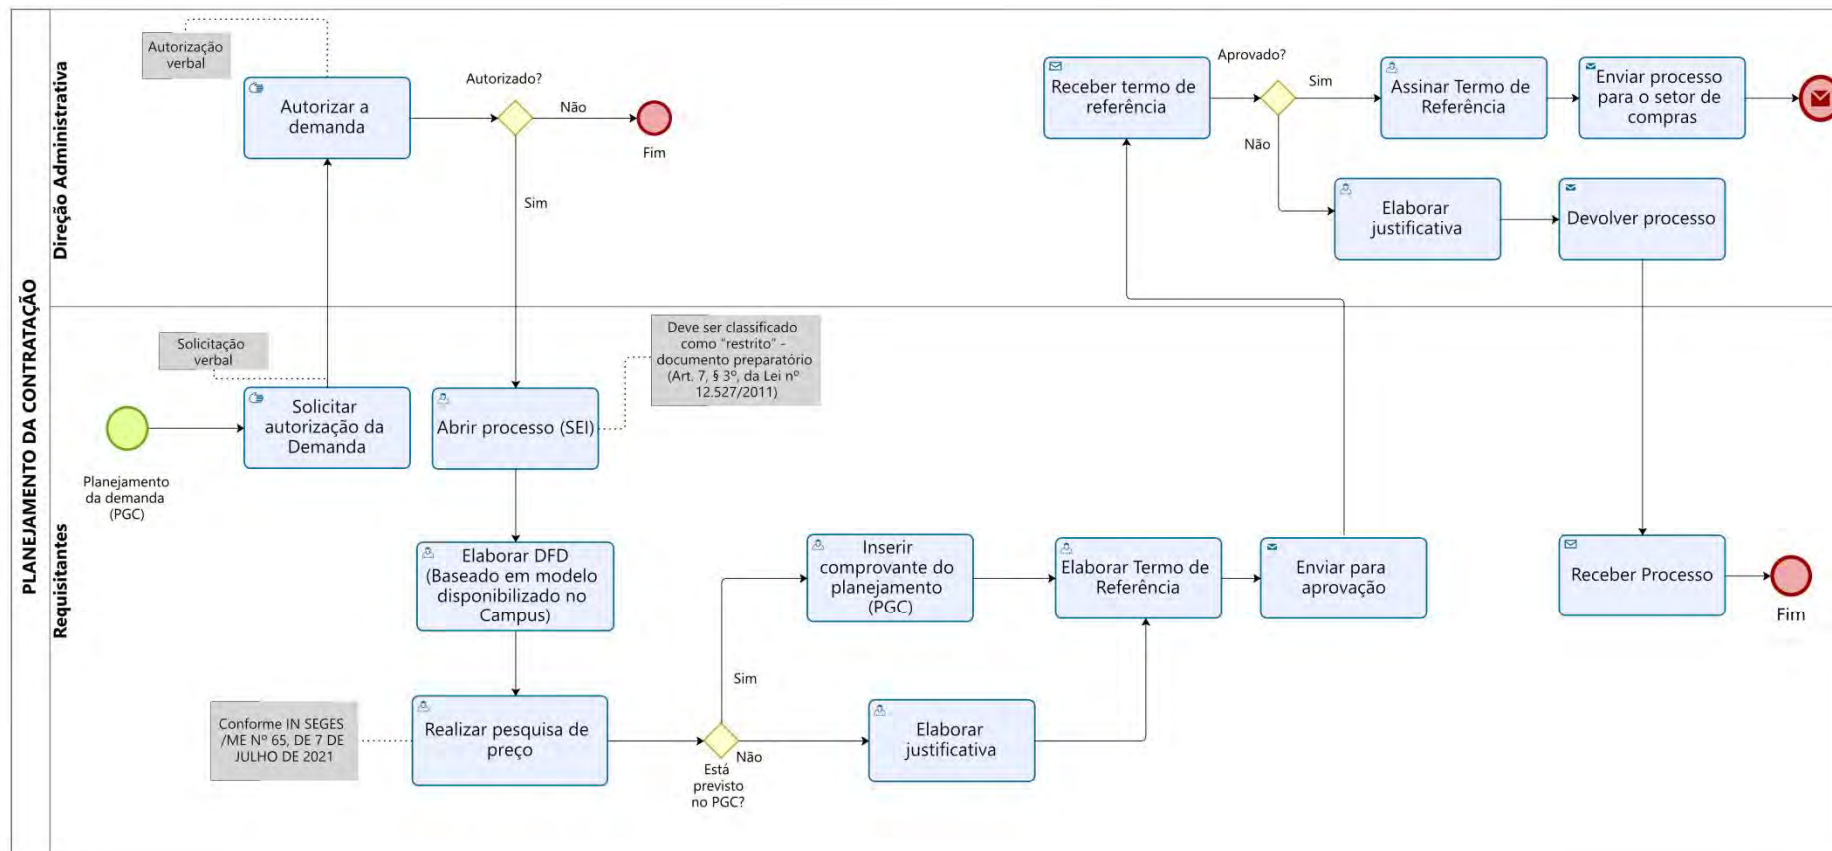 PLANEJAMENTO DA CONTRATAÇÃO
Direção Administrativa
Autorização
verbal
Autorizar a
demanda
Autorizado?
Não
Fim
Sim
Receber termo de
referência
Aprovado?
Sim
Não
Assinar Termo de
Referência
Enviar processo
para o setor de
compras
Elaborar
justificativa
Devolver processo
Requisitantes
Planejamento
da demanda
(PGC)
Solicitação
verbal
Solicitar
autorização da
Demanda
Abrir processo (SEI)
Deve ser classificado
como "restrito" -
documento preparatório
(Art. 7, § 3º, da Lei nº
12.527/2011)
Elaborar DFD
(Baseado em modelo
disponibilizado no
Campus)
Conforme IN SEGES
/ME Nº 65, DE 7 DE
JULHO DE 2021
Realizar pesquisa de
preço
Está
previsto
no PGC?
Sim
Não
Inserir
comprovante do
planejamento
(PGC)
Elaborar
justificativa
Elaborar Termo de
Referência
Enviar para
aprovação
Receber Processo
Fim